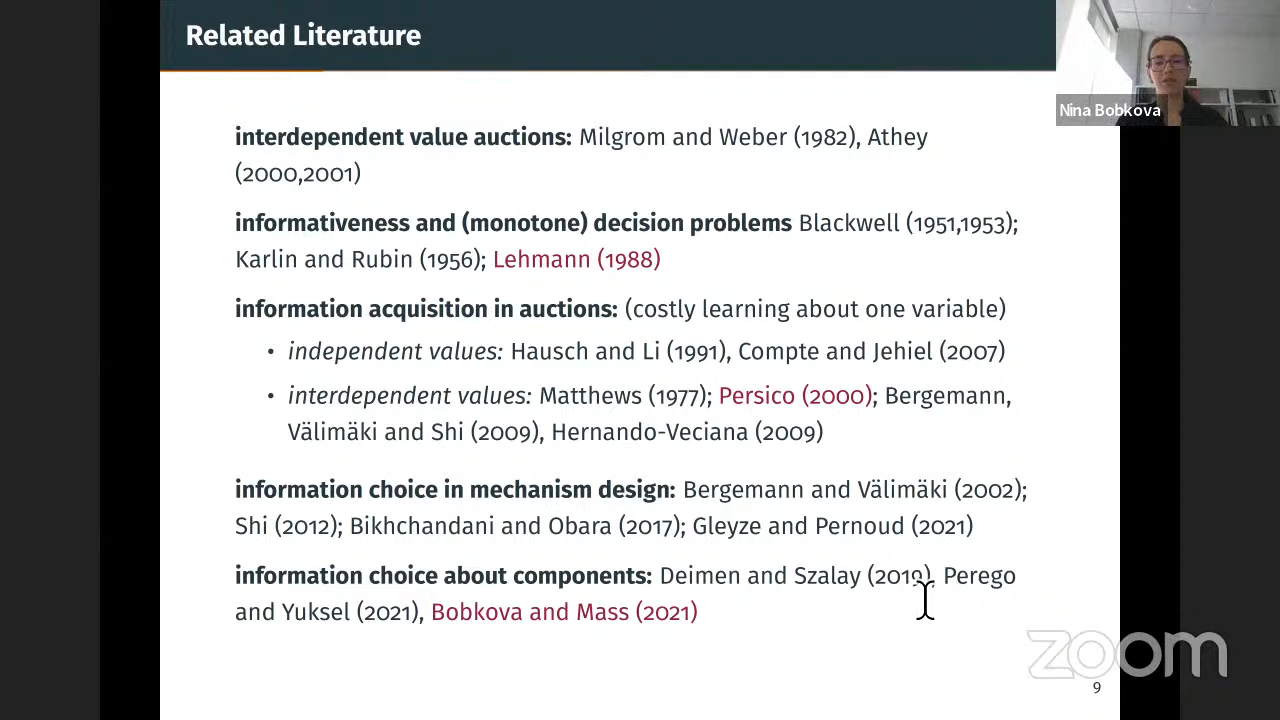 Related Literature
Nina Bobkova
interdependent value auctions: Milgrom and Weber (1982), Athey
(2000,2001)
informativeness and (monotone) decision problems Blackwell (1951,1953);
Karlin and Rubin (1956); Lehmann (1988)
information acquisition in auctions: (costly learning about one variable)
• independent values: Hausch and Li (1991), Compte and Jehiel (2007)
• interdependent values: Matthews (1977); Persico (2000); Bergemann,
Välimäki and Shi (2009), Hernando-Veciana (2009)
information choice in mechanism design: Bergemann and Välimäki (2002);
Shi (2012); Bikhchandani and Obara (2017); Gleyze and Pernoud (2021)
information choice about components: Deimen and Szalay (2019), Perego
and Yuksel (2021), Bobkova and Mass (2021)
zoom
9